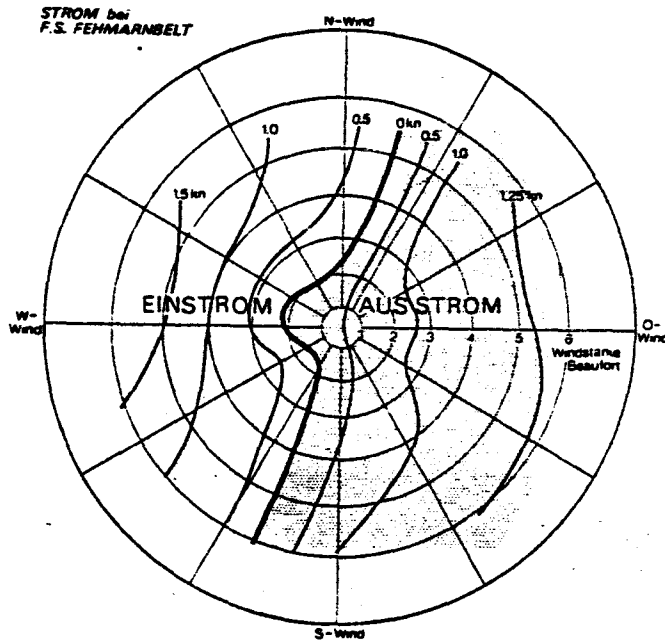 STROM bei
F.S. FEHMARNBELT
N-Wind
0.5
0 kn
0.5
1.0
1.0
1.5 kn
1.25 kn
EINSTROM
AUSSTROM
W-
Wind
O-
Wind
1
2
3
4
5
6
Windstärke
Beaufort
S-Wind